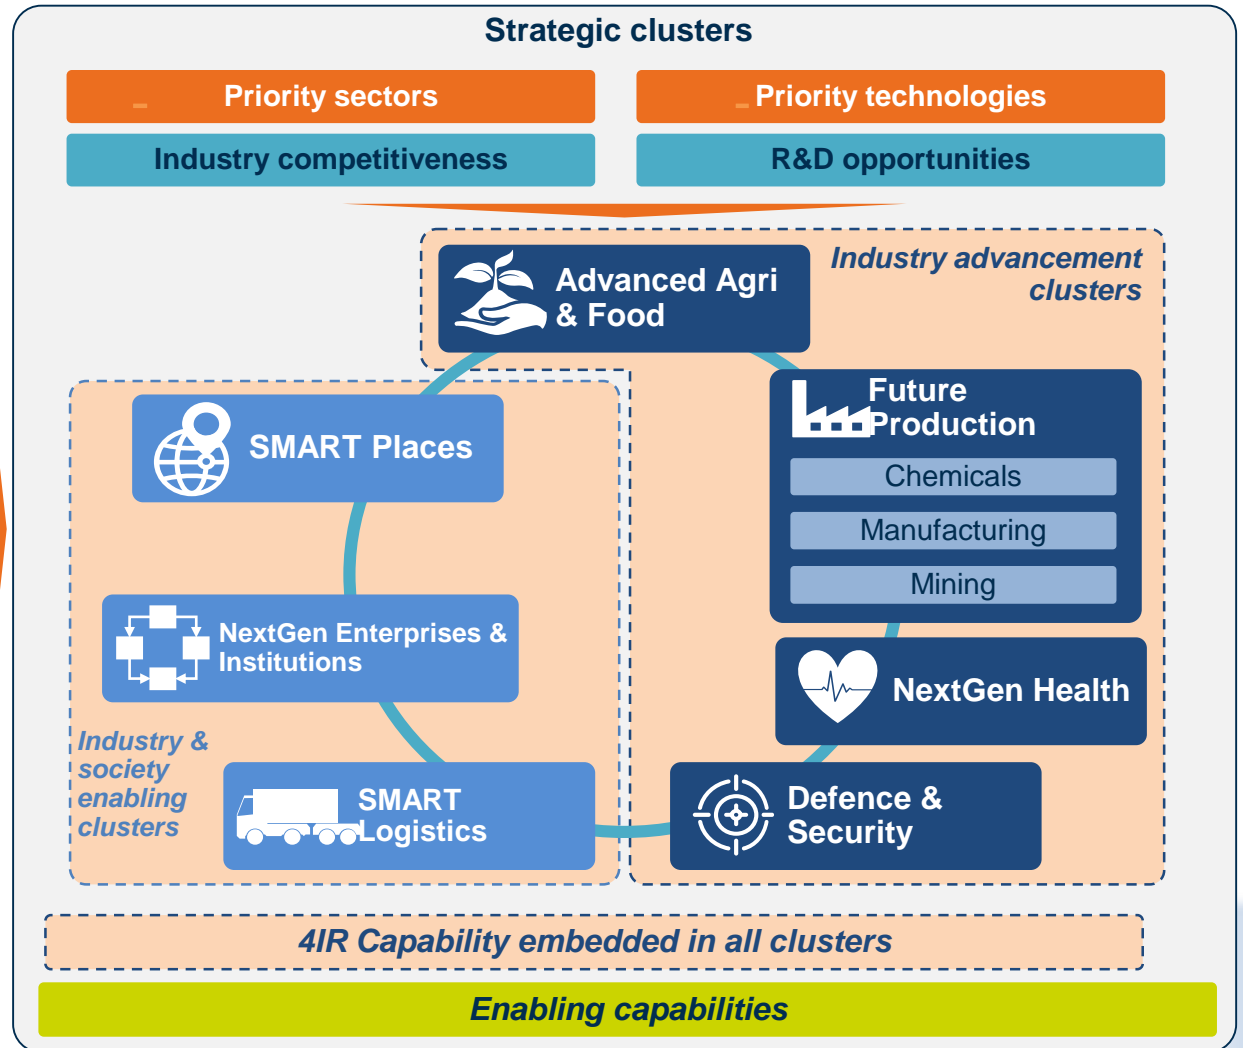 Strategic clusters
Priority sectors
Priority technologies
Industry competitiveness
R&D opportunities
Industry advancement
clusters
Advanced Agri
& Food
Future
Production
Chemicals
Manufacturing
Mining
SMART Places
NextGen Enterprises &
Institutions
NextGen Health
Industry &
society
enabling
clusters
SMART
Logistics
Defence &
Security
4IR Capability embedded in all clusters
Enabling capabilities